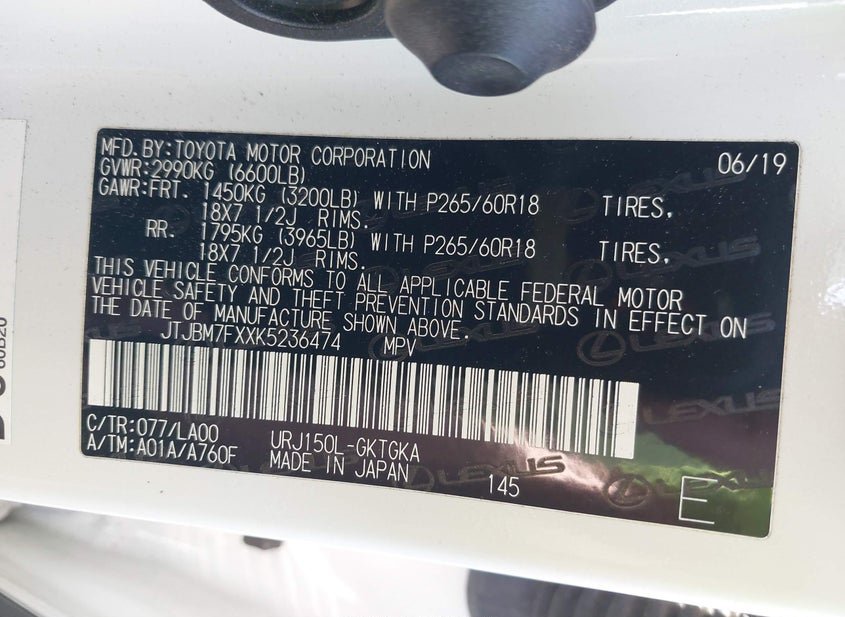 MFD. BY: TOYOTA MOTOR CORPORATION 06/19
GVWR: 2990KG (6600LB)
GAWR: FRT. 1450KG (3200LB) WITH P265/60R18 TIRES,
18X7 1/2J RIMS.
RR. 1795KG (3965LB) WITH P265/60R18 TIRES,
18X7 1/2J RIMS.
THIS VEHICLE CONFORMS TO ALL APPLICABLE FEDERAL MOTOR
VEHICLE SAFETY AND THEFT PREVENTION STANDARDS IN EFFECT ON
THE DATE OF MANUFACTURE SHOWN ABOVE.
JTJBM7FXXK5236474 MPV
C/TR: 077/LA00 URJ150L-GKTGKA
A/TM: A01A/A760F MADE IN JAPAN 145 E
LEXUS